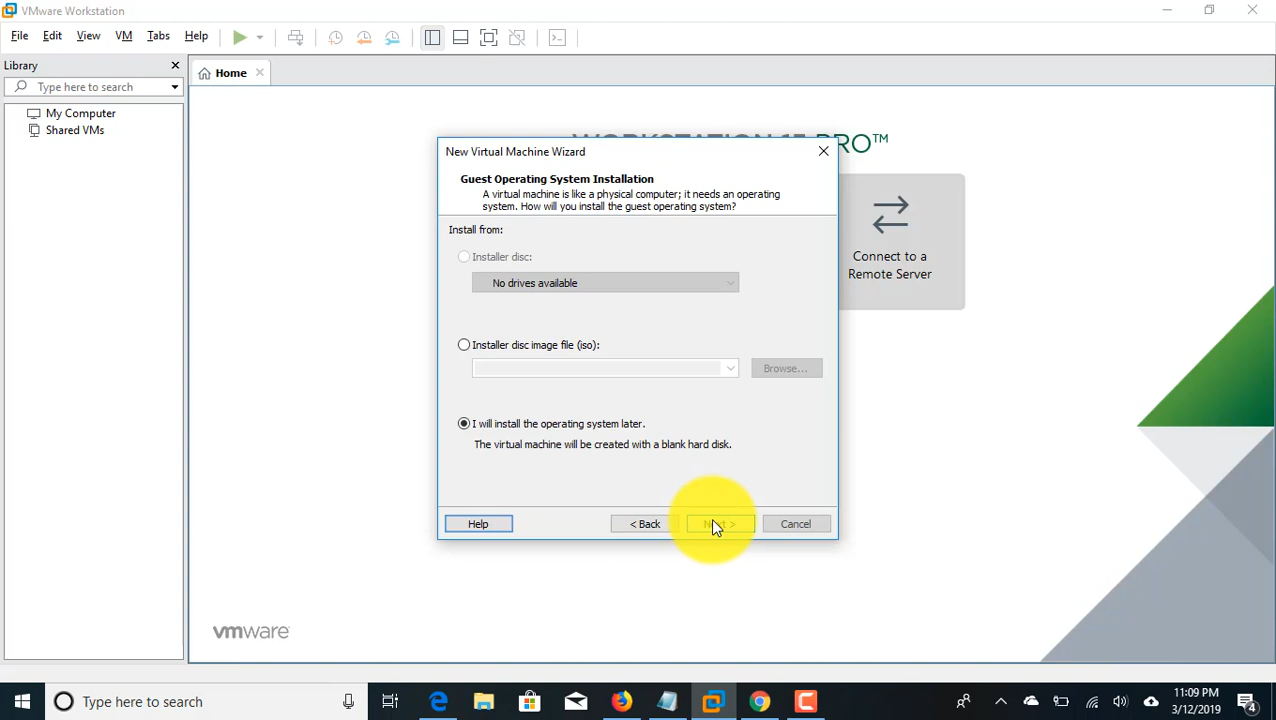 VMware Workstation
File Edit View VM Tabs Help
Library
Type here to search
My Computer
Shared VMs
Home
PRO™
New Virtual Machine Wizard
Guest Operating System Installation
A virtual machine is like a physical computer; it needs an operating
system. How will you install the guest operating system?
Install from:
Installer disc:
No drives available
Installer disc image file (iso):
Browse...
I will install the operating system later.
The virtual machine will be created with a blank hard disk.
Help
< Back
Next >
Cancel
Connect to a
Remote Server
vmware
Type here to search
11:09 PM
3/12/2019
4